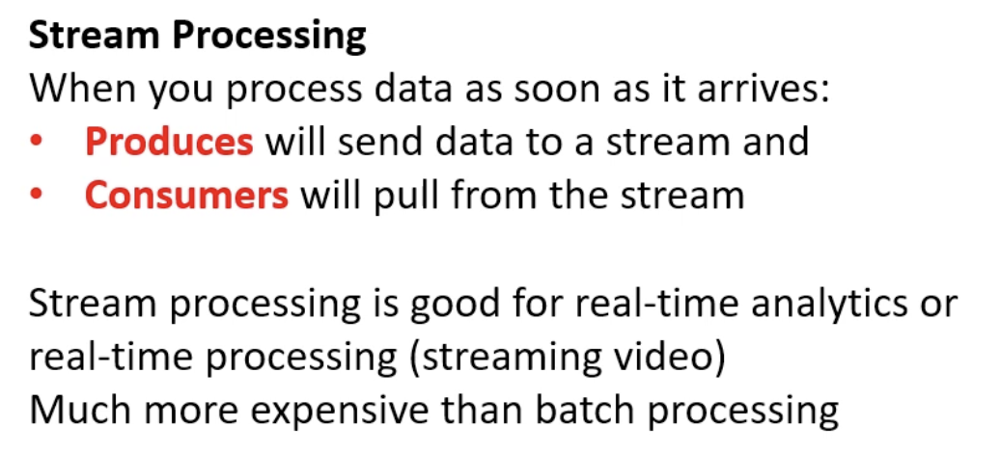 Stream Processing
When you process data as soon as it arrives:
• Produces will send data to a stream and
• Consumers will pull from the stream
Stream processing is good for real-time analytics or
real-time processing (streaming video)
Much more expensive than batch processing